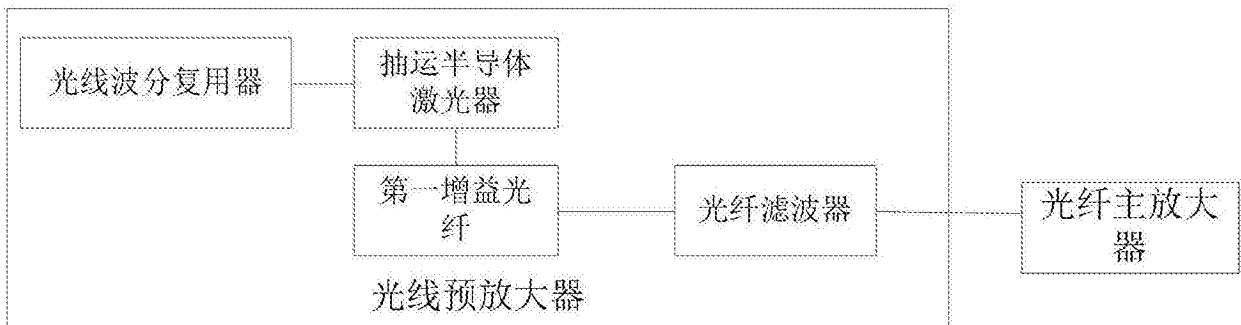 光线波分复用器
抽运半导体
激光器
第一增益光
纤
光纤滤波器
光纤主放大
器
光线预放大器